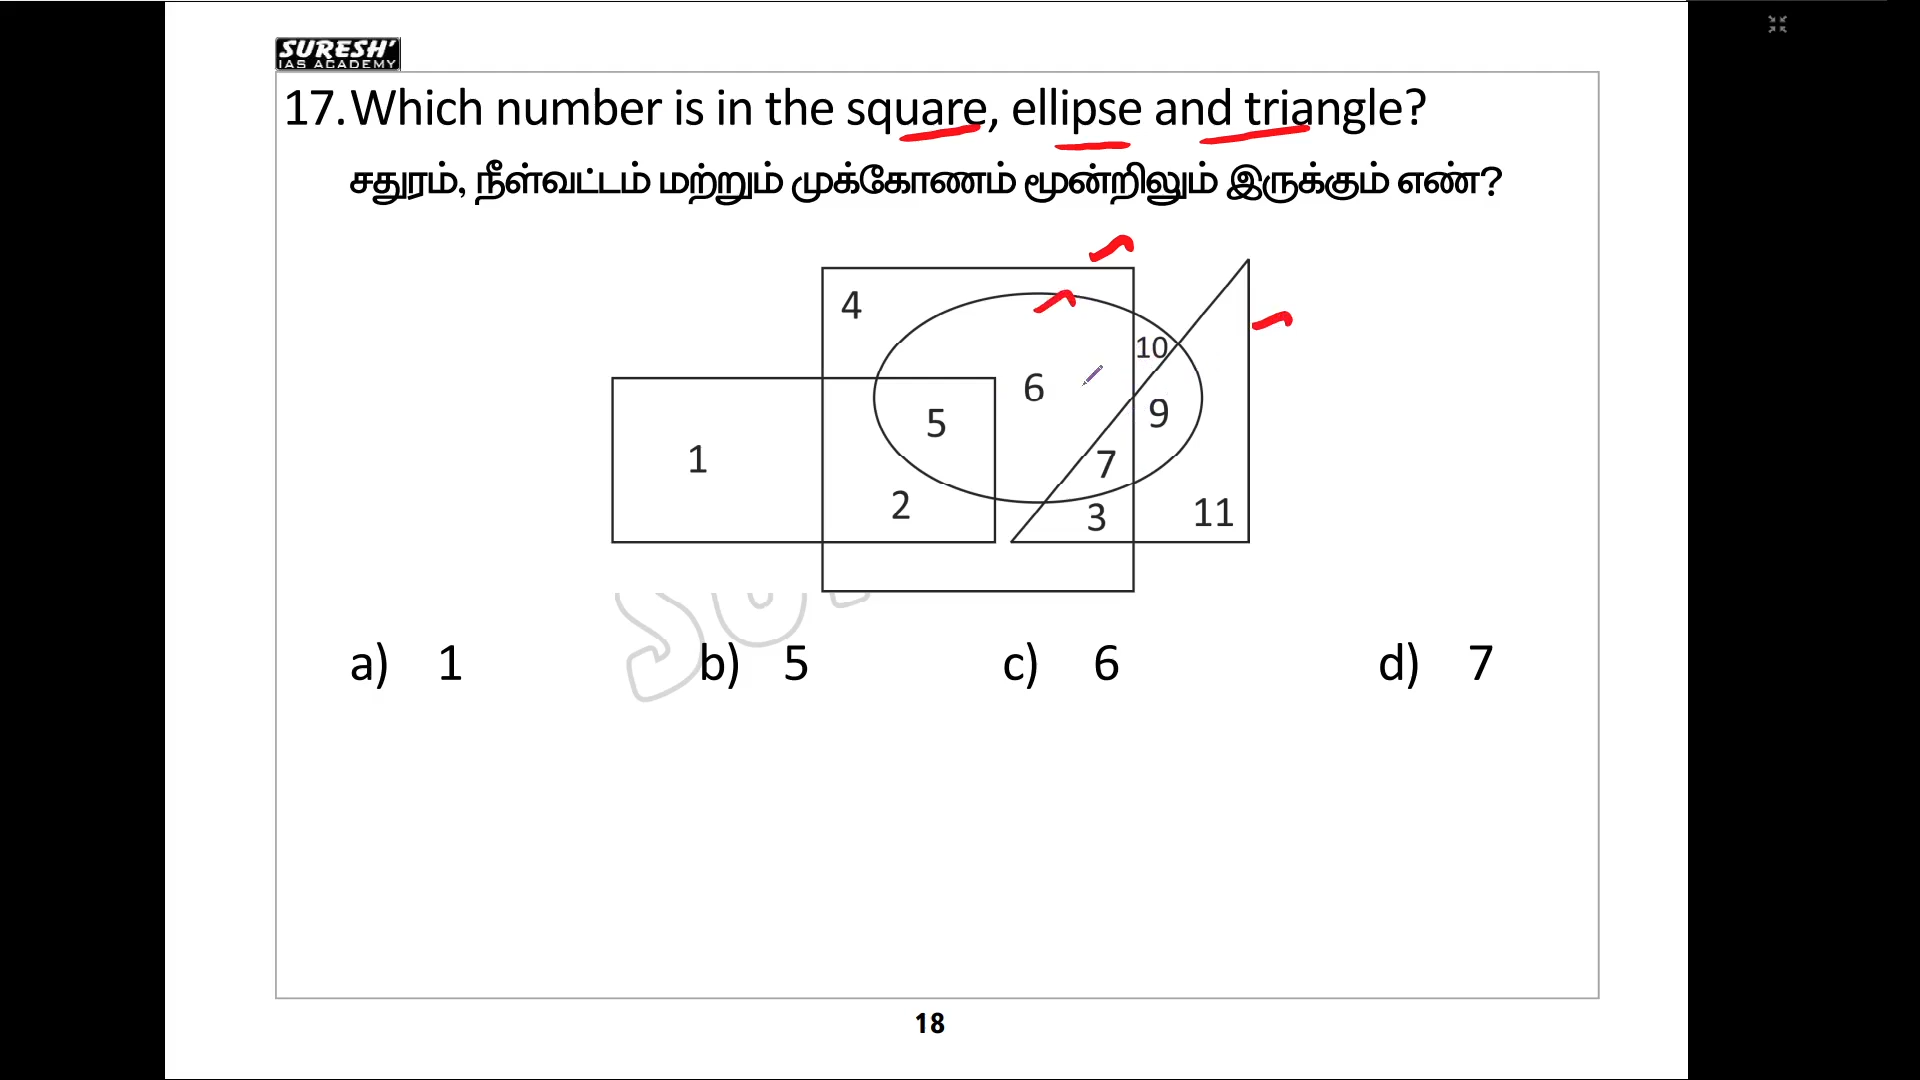 SURESH'
IAS ACADEMY
17. Which number is in the square, ellipse and triangle?
சதுரம், நீள்வட்டம் மற்றும் முக்கோணம் மூன்றிலும் இருக்கும் எண்?
4
10
6
9
5
1
7
2
3
11
a) 1 b) 5 c) 6 d) 7
18